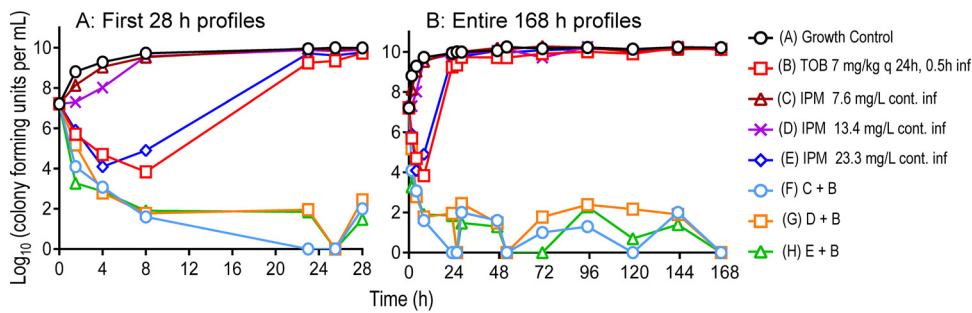 A: First 28 h profiles
B: Entire 168 h profiles
Log10 (colony forming units per mL)
10
8
6
4
2
0
0 4 8 12 16 20 24 28
10
8
6
4
2
0
0 24 48 72 96 120 144 168
Time (h)
(A) Growth Control
(B) TOB 7 mg/kg q 24h, 0.5h inf
(C) IPM 7.6 mg/L cont. inf
(D) IPM 13.4 mg/L cont. inf
(E) IPM 23.3 mg/L cont. inf
(F) C + B
(G) D + B
(H) E + B